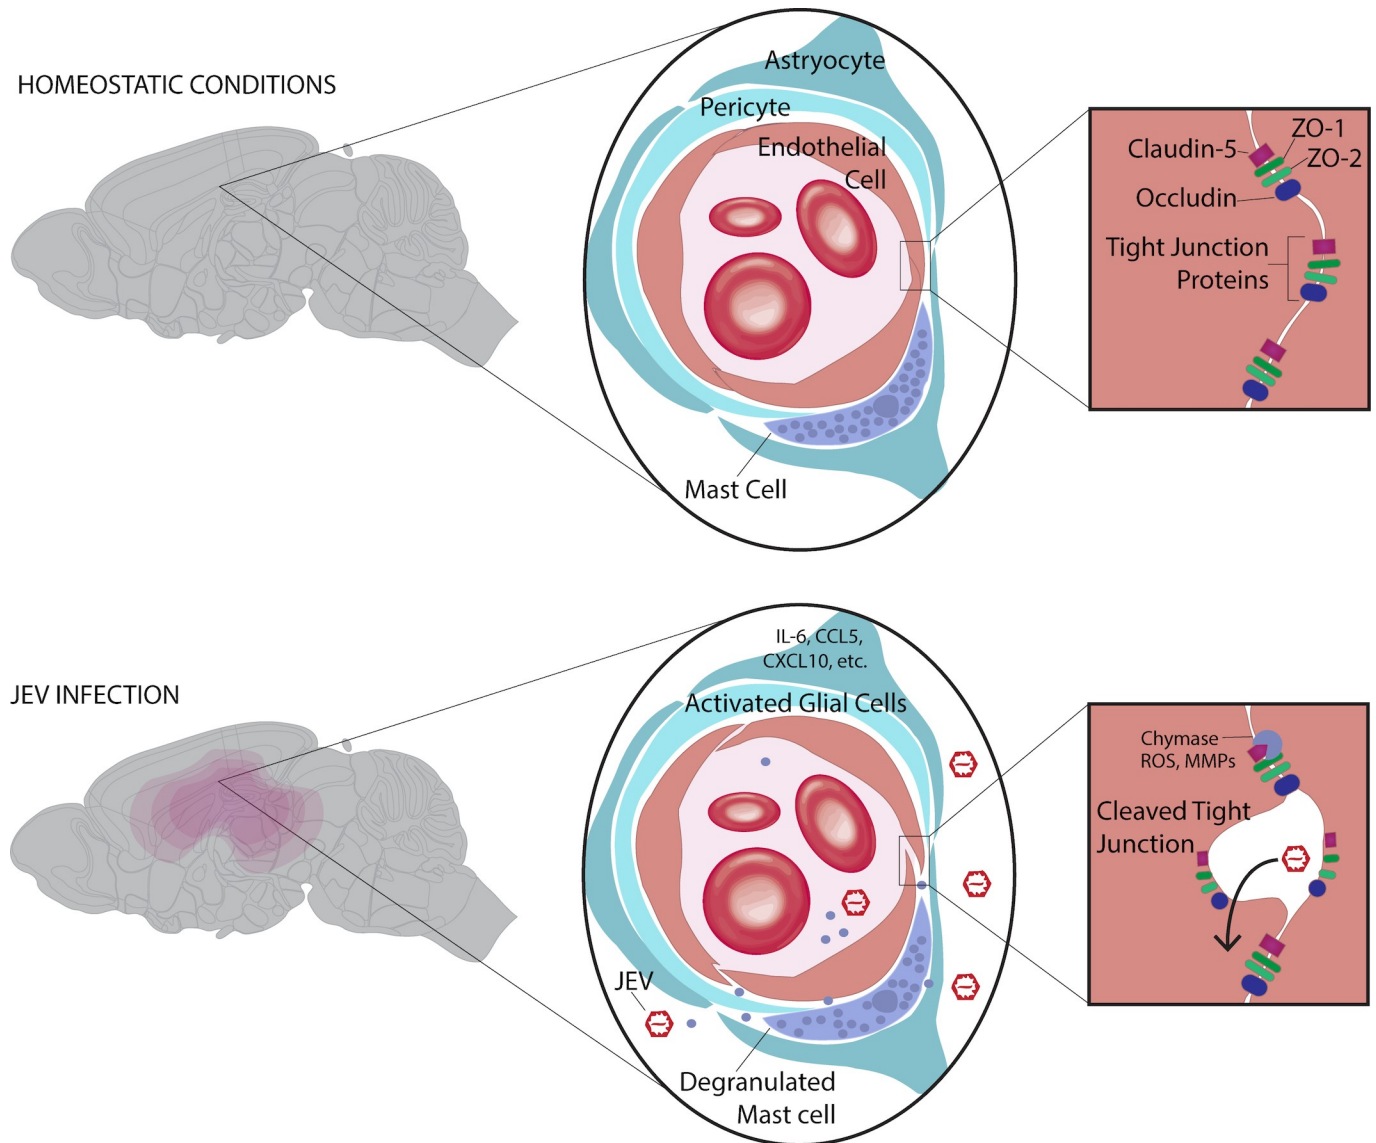 HOMEOSTATIC CONDITIONS
Astryocyte
Pericyte
Endothelial
Cell
Mast Cell
Claudin-5
ZO-1
ZO-2
Occludin
Tight Junction
Proteins
JEV INFECTION
IL-6, CCL5,
CXCL10, etc.
Activated Glial Cells
JEV
Degranulated
Mast cell
Chymase
ROS, MMPs
Cleaved Tight
Junction